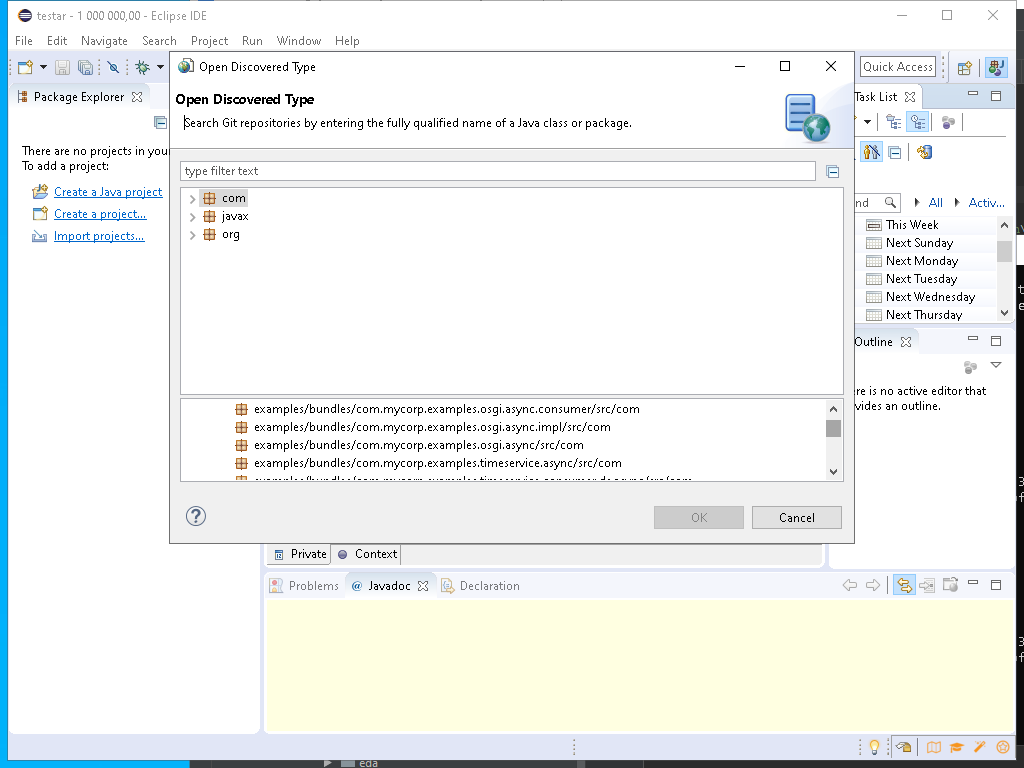 testar - 1 000 000,00 - Eclipse IDE
File Edit Navigate Search Project Run Window Help
Quick Access
Package Explorer
There are no projects in your
To add a project:
Create a Java project
Create a project...
Import projects...
Open Discovered Type
Open Discovered Type
Search Git repositories by entering the fully qualified name of a Java class or package.
type filter text
com
javax
org
examples/bundles/com.mycorp.examples.osgi.async.consumer/src/com
examples/bundles/com.mycorp.examples.osgi.async.impl/src/com
examples/bundles/com.mycorp.examples.osgi.async/src/com
examples/bundles/com.mycorp.examples.timeservice.async/src/com
OK Cancel
Task List
nd All Activ...
This Week
Next Sunday
Next Monday
Next Tuesday
Next Wednesday
Next Thursday
Outline
re is no active editor that
vides an outline.
Private Context
Problems @ Javadoc Declaration
eda